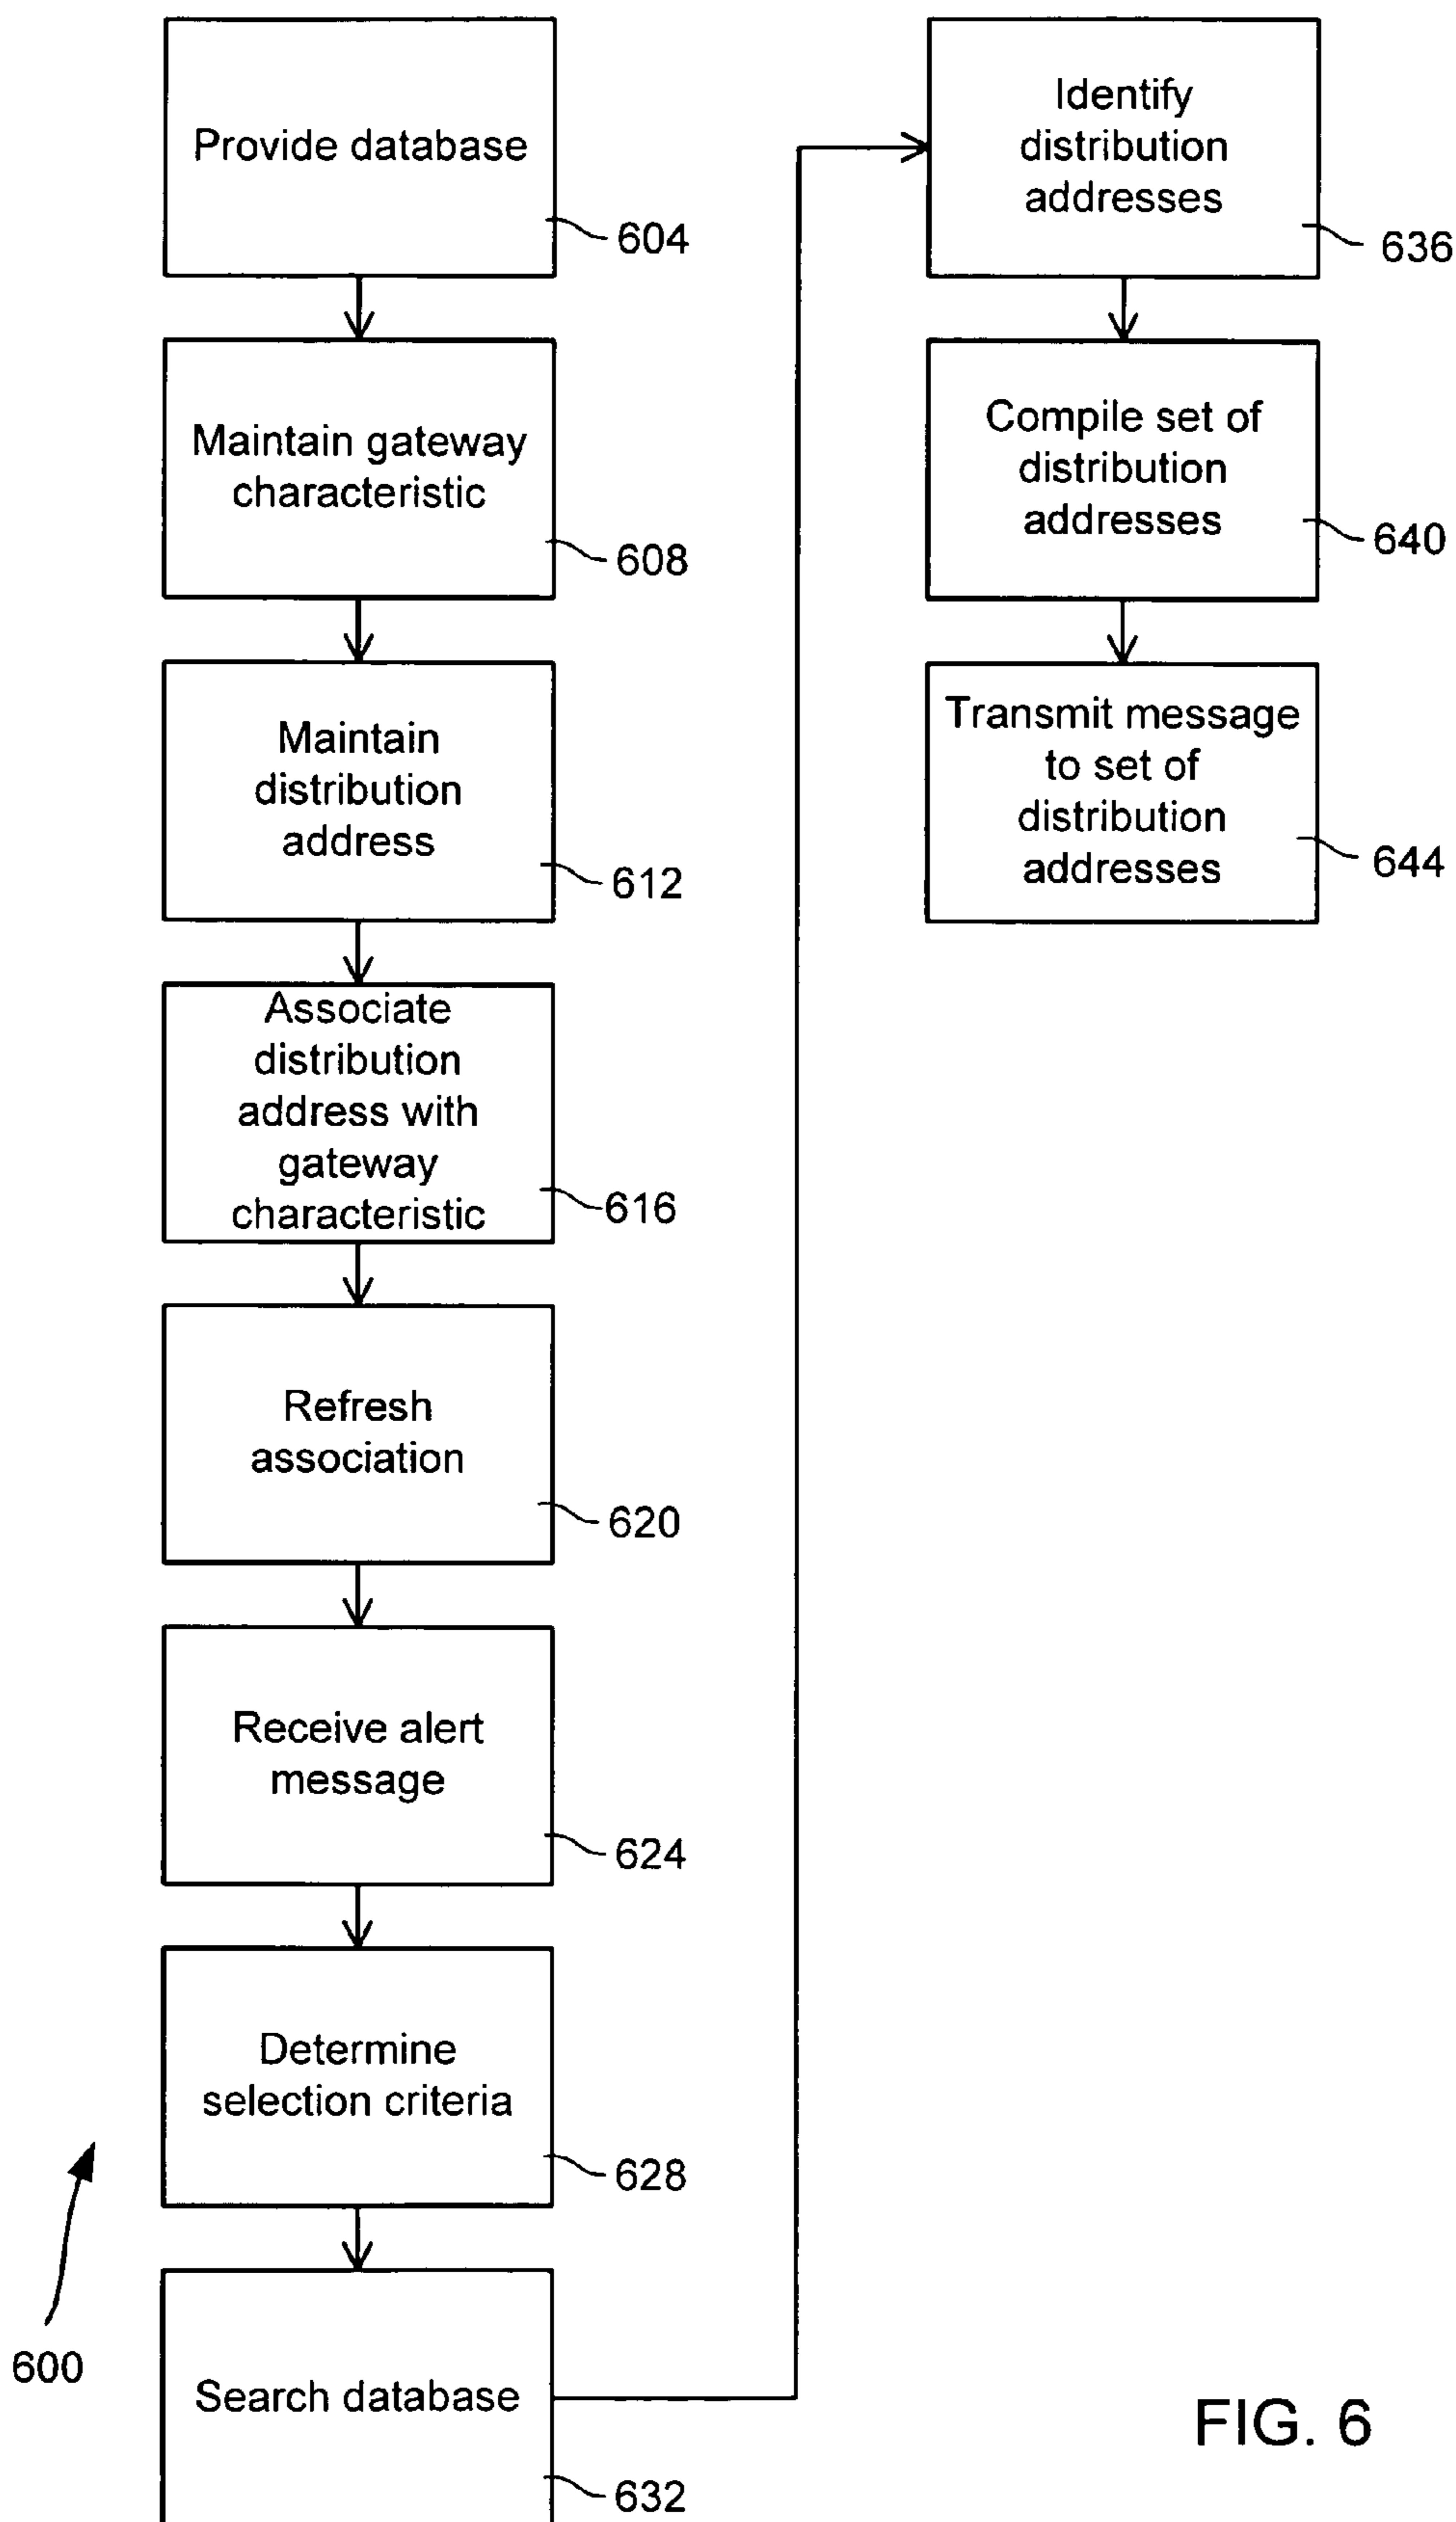 Provide database
604
Maintain gateway
characteristic
608
Maintain
distribution
address
612
Associate
distribution
address with
gateway
characteristic
616
Refresh
association
620
Receive alert
message
624
Determine
selection criteria
628
Search database
632
600
Identify
distribution
addresses
636
Compile set of
distribution
addresses
640
Transmit message
to set of
distribution
addresses
644
FIG. 6